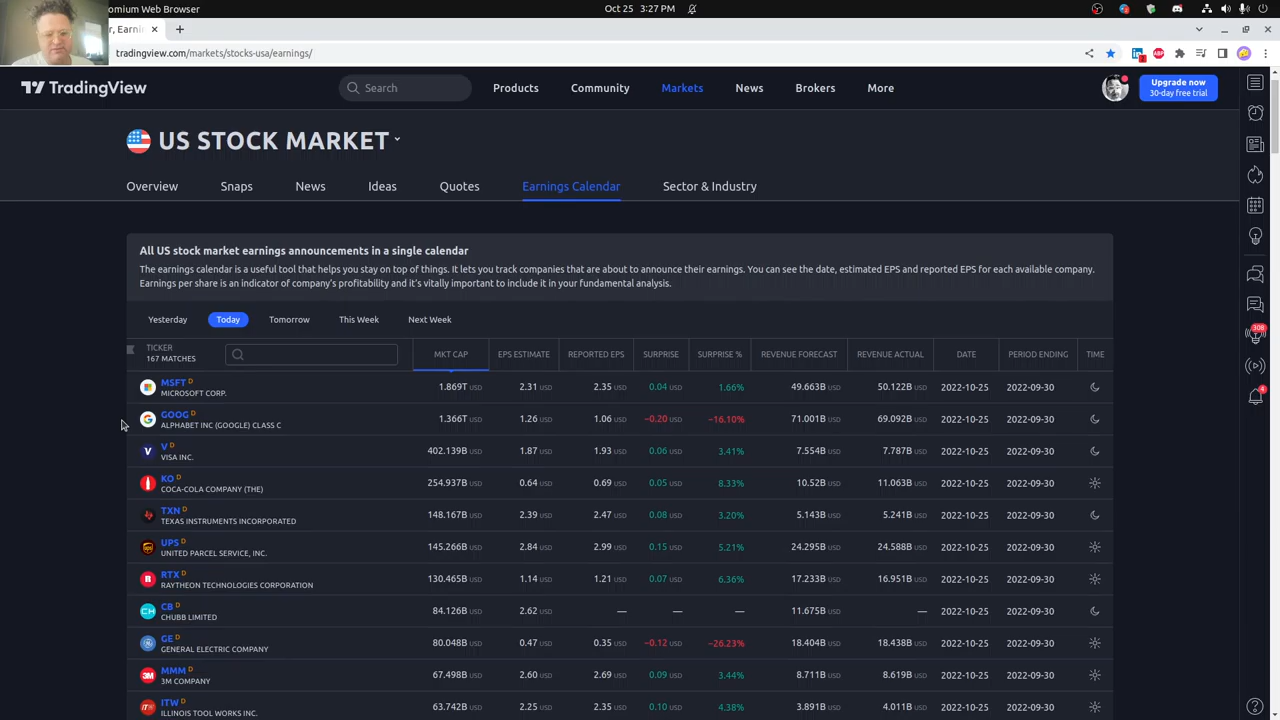 omium Web Browser
Oct 25 3:27 PM
r, Earnin
tradingview.com/markets/stocks-usa/earnings/
TradingView
Search
Products Community Markets News Brokers More
Upgrade now
30-day free trial
US STOCK MARKET
Overview Snaps News Ideas Quotes Earnings Calendar Sector & Industry
All US stock market earnings announcements in a single calendar
The earnings calendar is a useful tool that helps you stay on top of things. It lets you track companies that are about to announce their earnings. You can see the date, estimated EPS and reported EPS for each available company.
Earnings per share is an indicator of company's profitability and it's vitally important to include it in your fundamental analysis.
Yesterday Today Tomorrow This Week Next Week
TICKER
167 MATCHES
MKT CAP EPS ESTIMATE REPORTED EPS SURPRISE SURPRISE % REVENUE FORECAST REVENUE ACTUAL DATE PERIOD ENDING TIME
MSFT D
MICROSOFT CORP.
1.869T USD 2.31 USD 2.35 USD 0.04 USD 1.66% 49.663B USD 50.122B USD 2022-10-25 2022-09-30
GOOG D
ALPHABET INC (GOOGLE) CLASS C
1.366T USD 1.26 USD 1.06 USD −0.20 USD −16.10% 71.001B USD 69.092B USD 2022-10-25 2022-09-30
V D
VISA INC.
402.139B USD 1.87 USD 1.93 USD 0.06 USD 3.41% 7.554B USD 7.787B USD 2022-10-25 2022-09-30
KO D
COCA-COLA COMPANY (THE)
254.937B USD 0.64 USD 0.69 USD 0.05 USD 8.33% 10.52B USD 11.063B USD 2022-10-25 2022-09-30
TXN D
TEXAS INSTRUMENTS INCORPORATED
148.167B USD 2.39 USD 2.47 USD 0.08 USD 3.20% 5.143B USD 5.241B USD 2022-10-25 2022-09-30
UPS D
UNITED PARCEL SERVICE, INC.
145.266B USD 2.84 USD 2.99 USD 0.15 USD 5.21% 24.295B USD 24.588B USD 2022-10-25 2022-09-30
RTX D
RAYTHEON TECHNOLOGIES CORPORATION
130.465B USD 1.14 USD 1.21 USD 0.07 USD 6.36% 17.233B USD 16.951B USD 2022-10-25 2022-09-30
CB D
CHUBB LIMITED
84.126B USD 2.62 USD — — — 11.675B USD — 2022-10-25 2022-09-30
GE D
GENERAL ELECTRIC COMPANY
80.048B USD 0.47 USD 0.35 USD −0.12 USD −26.23% 18.404B USD 18.438B USD 2022-10-25 2022-09-30
MMM D
3M COMPANY
67.498B USD 2.60 USD 2.69 USD 0.09 USD 3.44% 8.711B USD 8.619B USD 2022-10-25 2022-09-30
ITW D
ILLINOIS TOOL WORKS INC.
63.742B USD 2.25 USD 2.35 USD 0.10 USD 4.38% 3.891B USD 4.011B USD 2022-10-25 2022-09-30
308
4